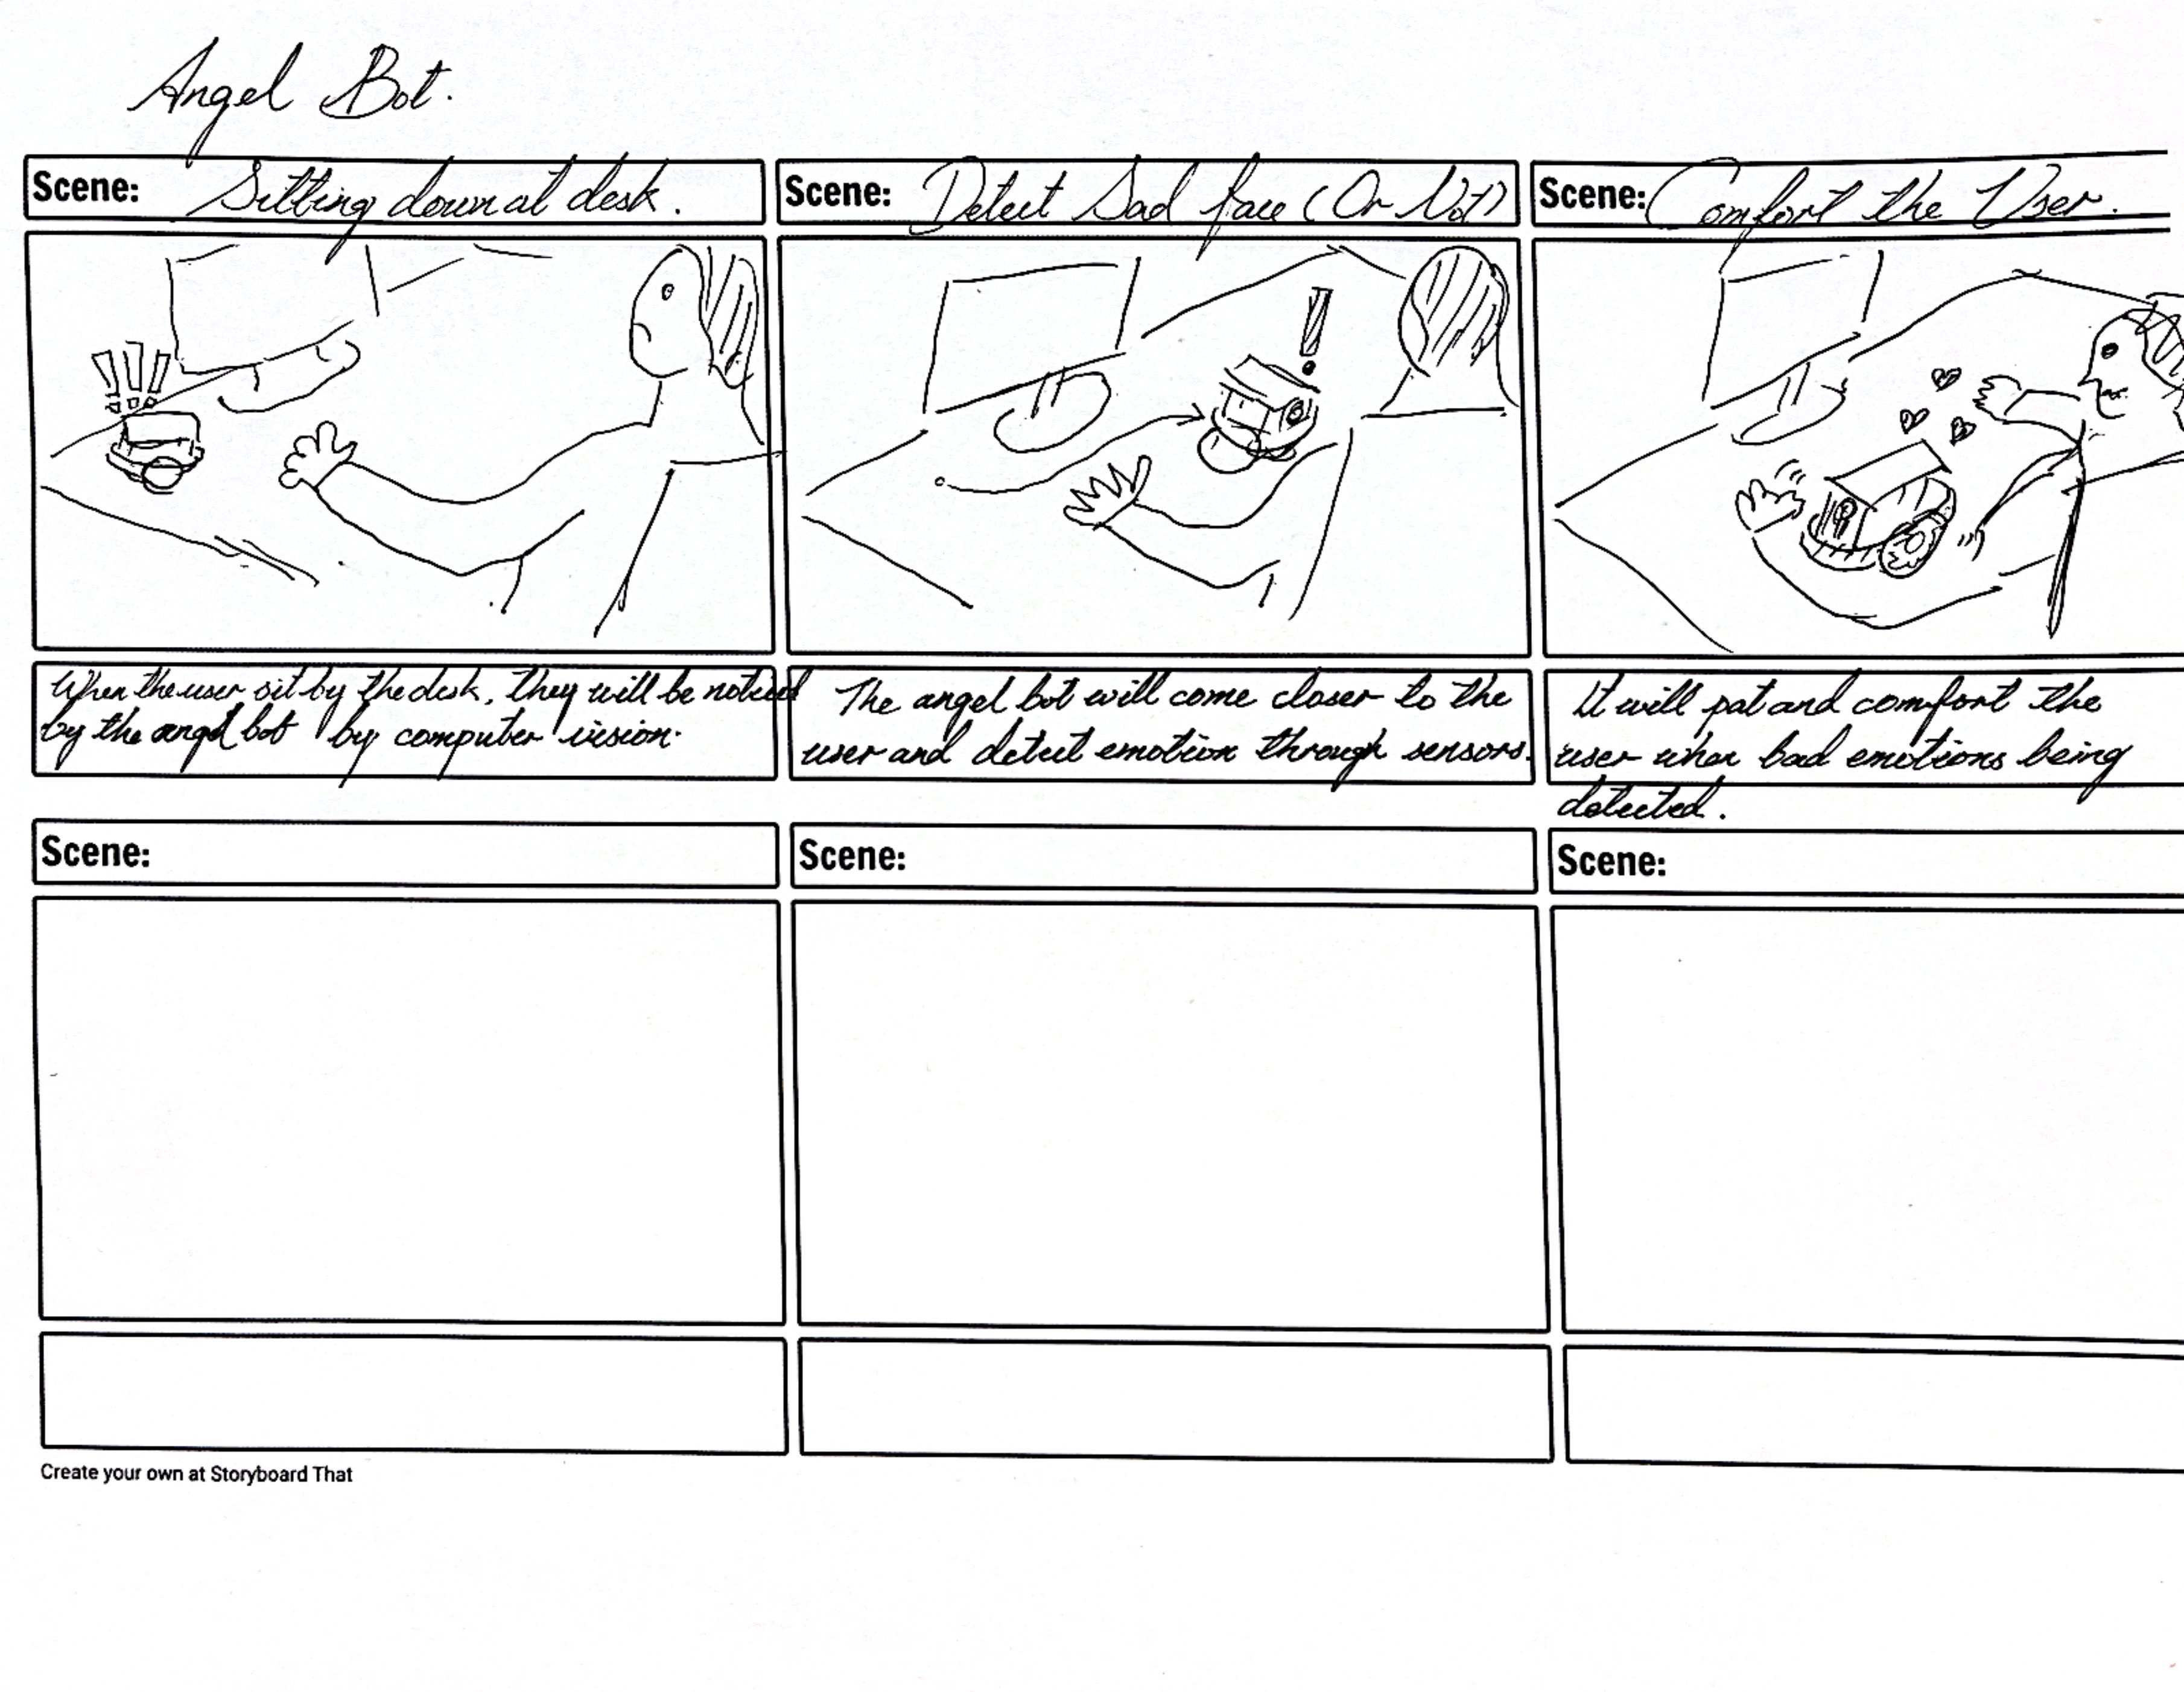 Angel Bot.
Scene: Sitting down at desk.
Scene: Detect Sad face (Or Not)
Scene: Comfort the User.
When the user sit by the desk, they will be noticed
by the angel bot by computer vision.
The angel bot will come closer to the
user and detect emotion through sensors.
It will pat and comfort the
user when bad emotions being
detected.
Scene:
Scene:
Scene:
Create your own at Storyboard That